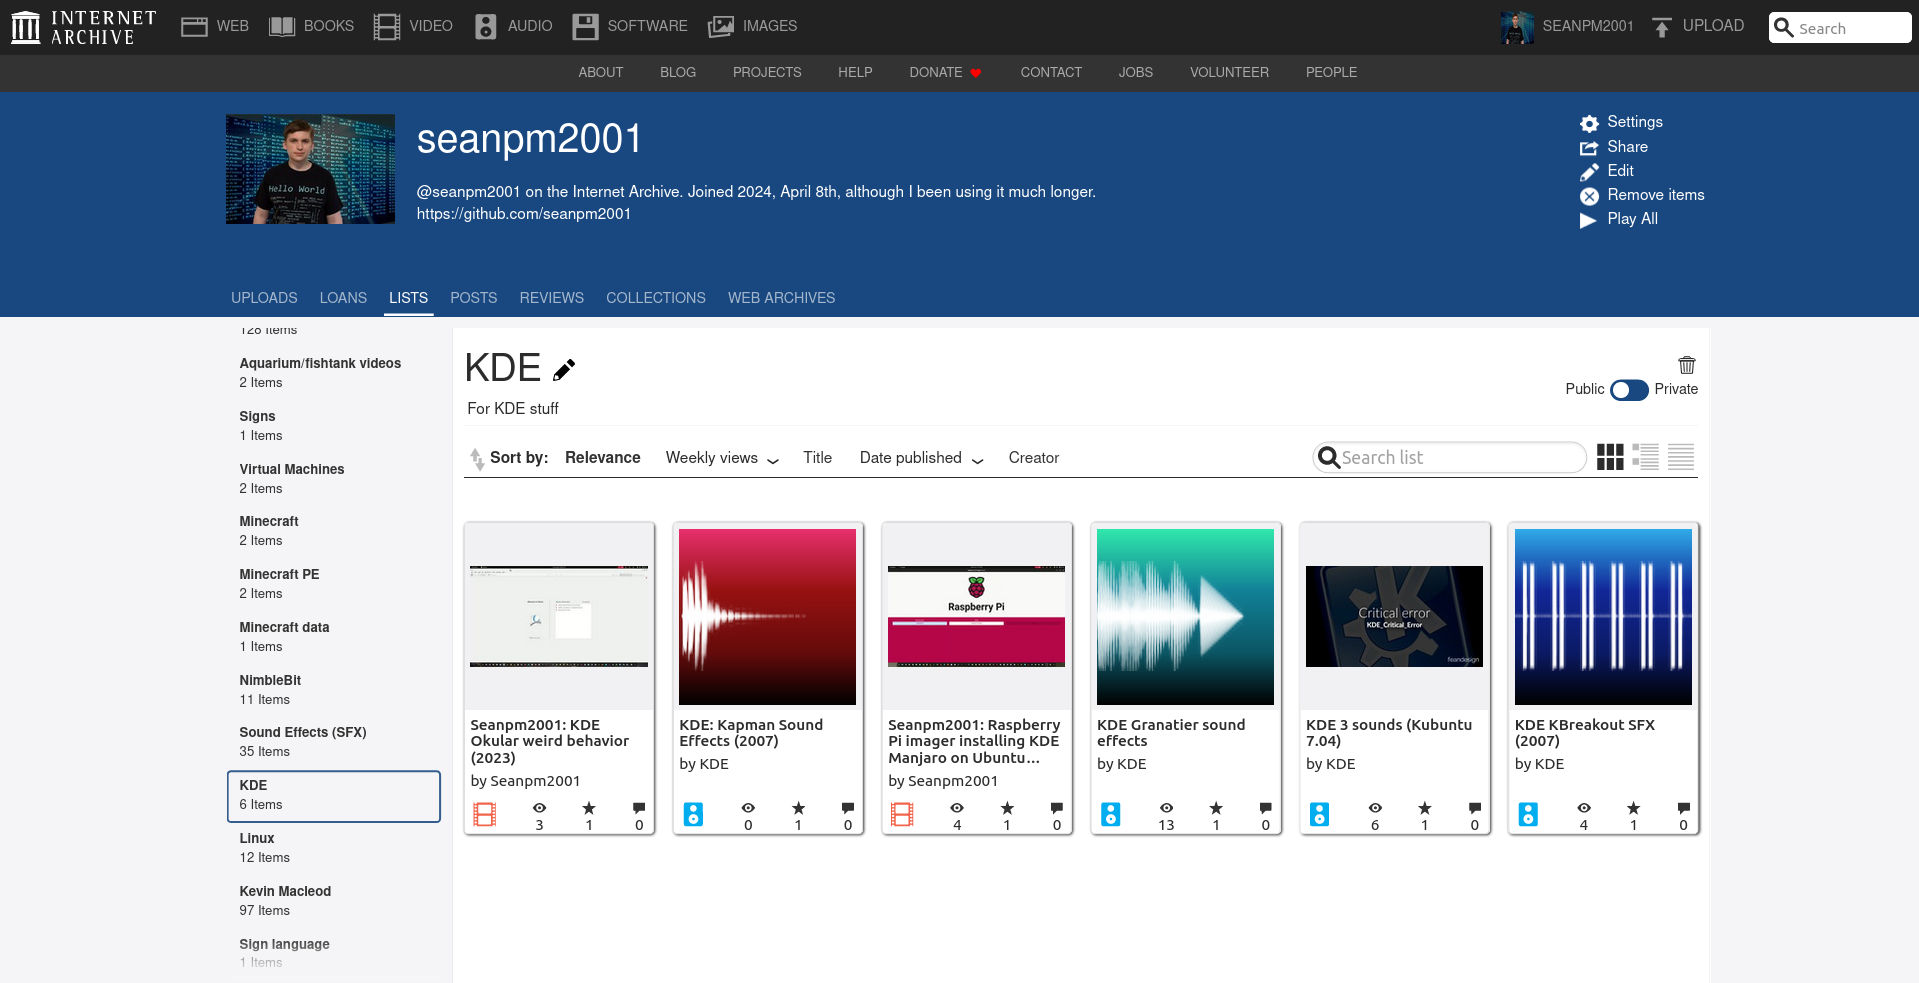 INTERNET ARCHIVE
WEB
BOOKS
VIDEO
AUDIO
SOFTWARE
IMAGES
SEANPM2001
UPLOAD
Search
ABOUT
BLOG
PROJECTS
HELP
DONATE
CONTACT
JOBS
VOLUNTEER
PEOPLE
Hello World
seanpm2001
@seanpm2001 on the Internet Archive. Joined 2024, April 8th, although I been using it much longer.
https://github.com/seanpm2001
Settings
Share
Edit
Remove items
Play All
UPLOADS
LOANS
LISTS
POSTS
REVIEWS
COLLECTIONS
WEB ARCHIVES
128 Items
Aquarium/fishtank videos
2 Items
Signs
1 Items
Virtual Machines
2 Items
Minecraft
2 Items
Minecraft PE
2 Items
Minecraft data
1 Items
NimbleBit
11 Items
Sound Effects (SFX)
35 Items
KDE
6 Items
Linux
12 Items
Kevin Macleod
97 Items
Sign language
1 Items
KDE
For KDE stuff
Public
Private
Sort by:
Relevance
Weekly views
Title
Date published
Creator
Search list
Seanpm2001: KDE
Okular weird behavior
(2023)
by Seanpm2001
3 1 0
KDE: Kapman Sound
Effects (2007)
by KDE
0 1 0
Raspberry Pi
Seanpm2001: Raspberry
Pi imager installing KDE
Manjaro on Ubuntu...
by Seanpm2001
4 1 0
KDE Granatier sound
effects
by KDE
13 1 0
Critical error
KDE_Critical_Error
feandesign
KDE 3 sounds (Kubuntu
7.04)
by KDE
6 1 0
KDE KBreakout SFX
(2007)
by KDE
4 1 0